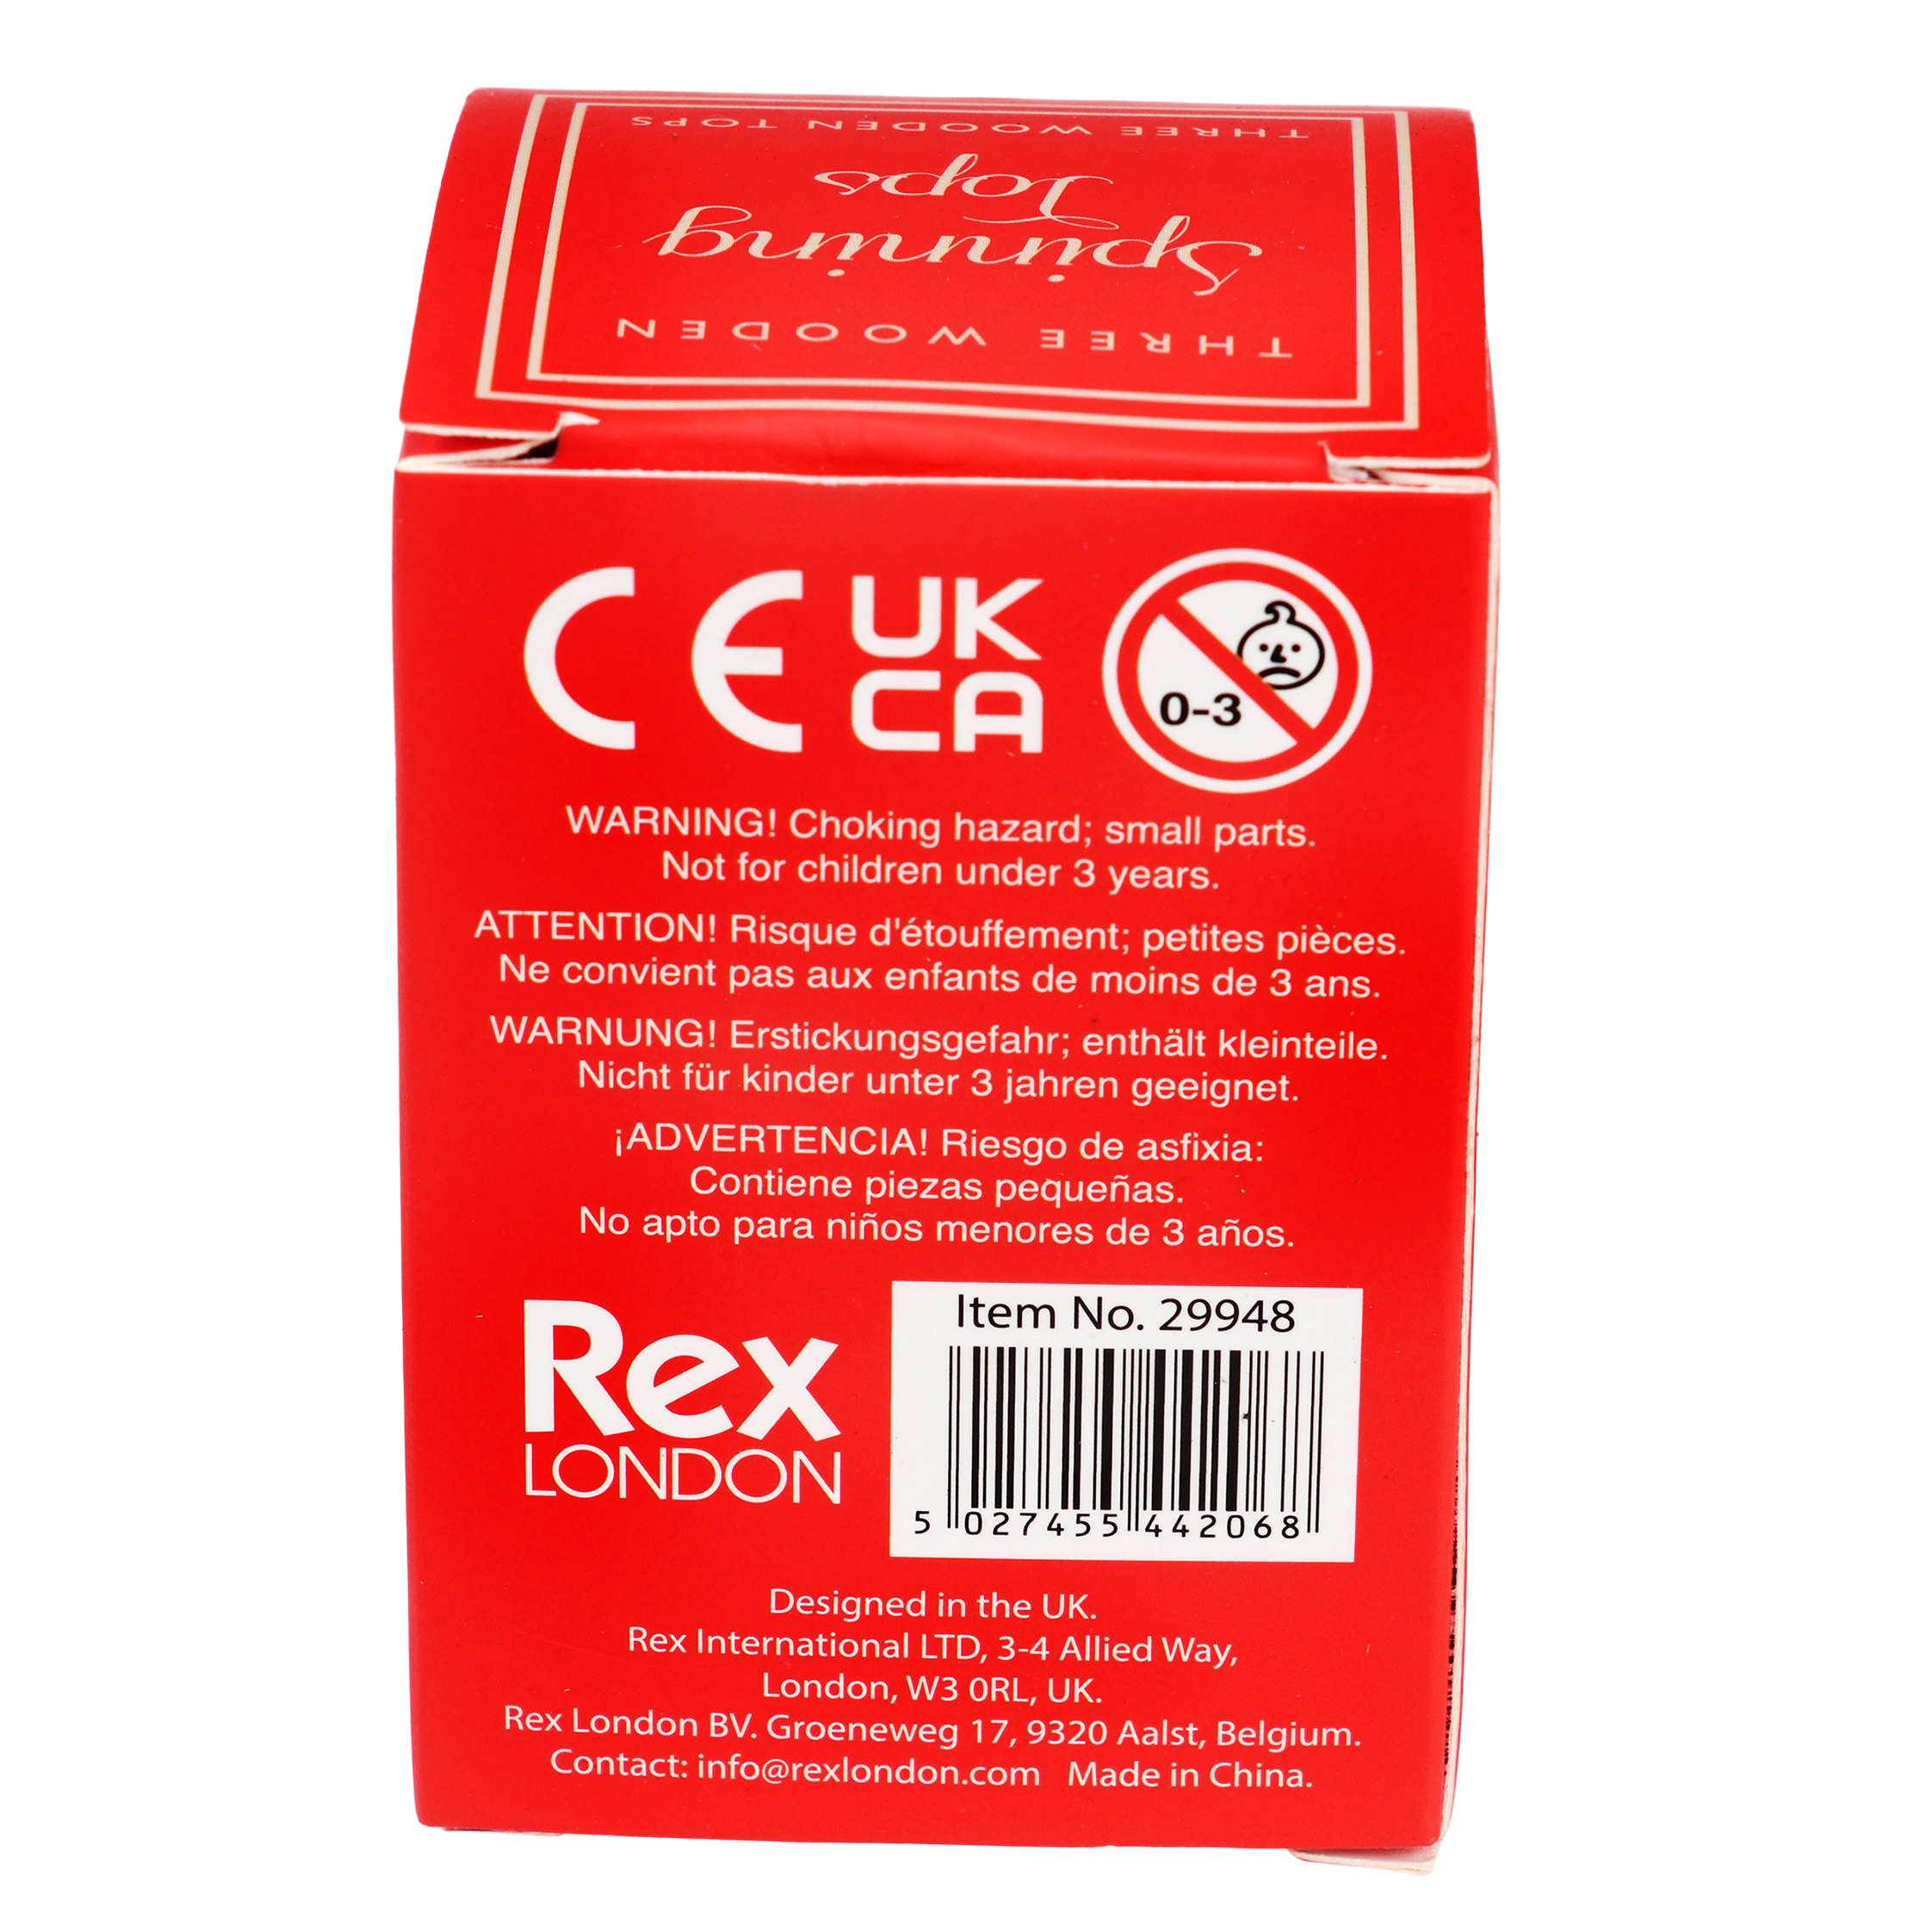 THREE WOODEN
Spinning
Tops
THREE WOODEN TOPS
CE
UK
CA
0-3
WARNING! Choking hazard; small parts.
Not for children under 3 years.
ATTENTION! Risque d'étouffement; petites pièces.
Ne convient pas aux enfants de moins de 3 ans.
WARNUNG! Erstickungsgefahr; enthält kleinteile.
Nicht für kinder unter 3 jahren geeignet.
¡ADVERTENCIA! Riesgo de asfixia:
Contiene piezas pequeñas.
No apto para niños menores de 3 años.
Rex
LONDON
Item No. 29948
5 027455 442068
Designed in the UK.
Rex International LTD, 3-4 Allied Way,
London, W3 0RL, UK.
Rex London BV. Groeneweg 17, 9320 Aalst, Belgium.
Contact: info@rexlondon.com Made in China.